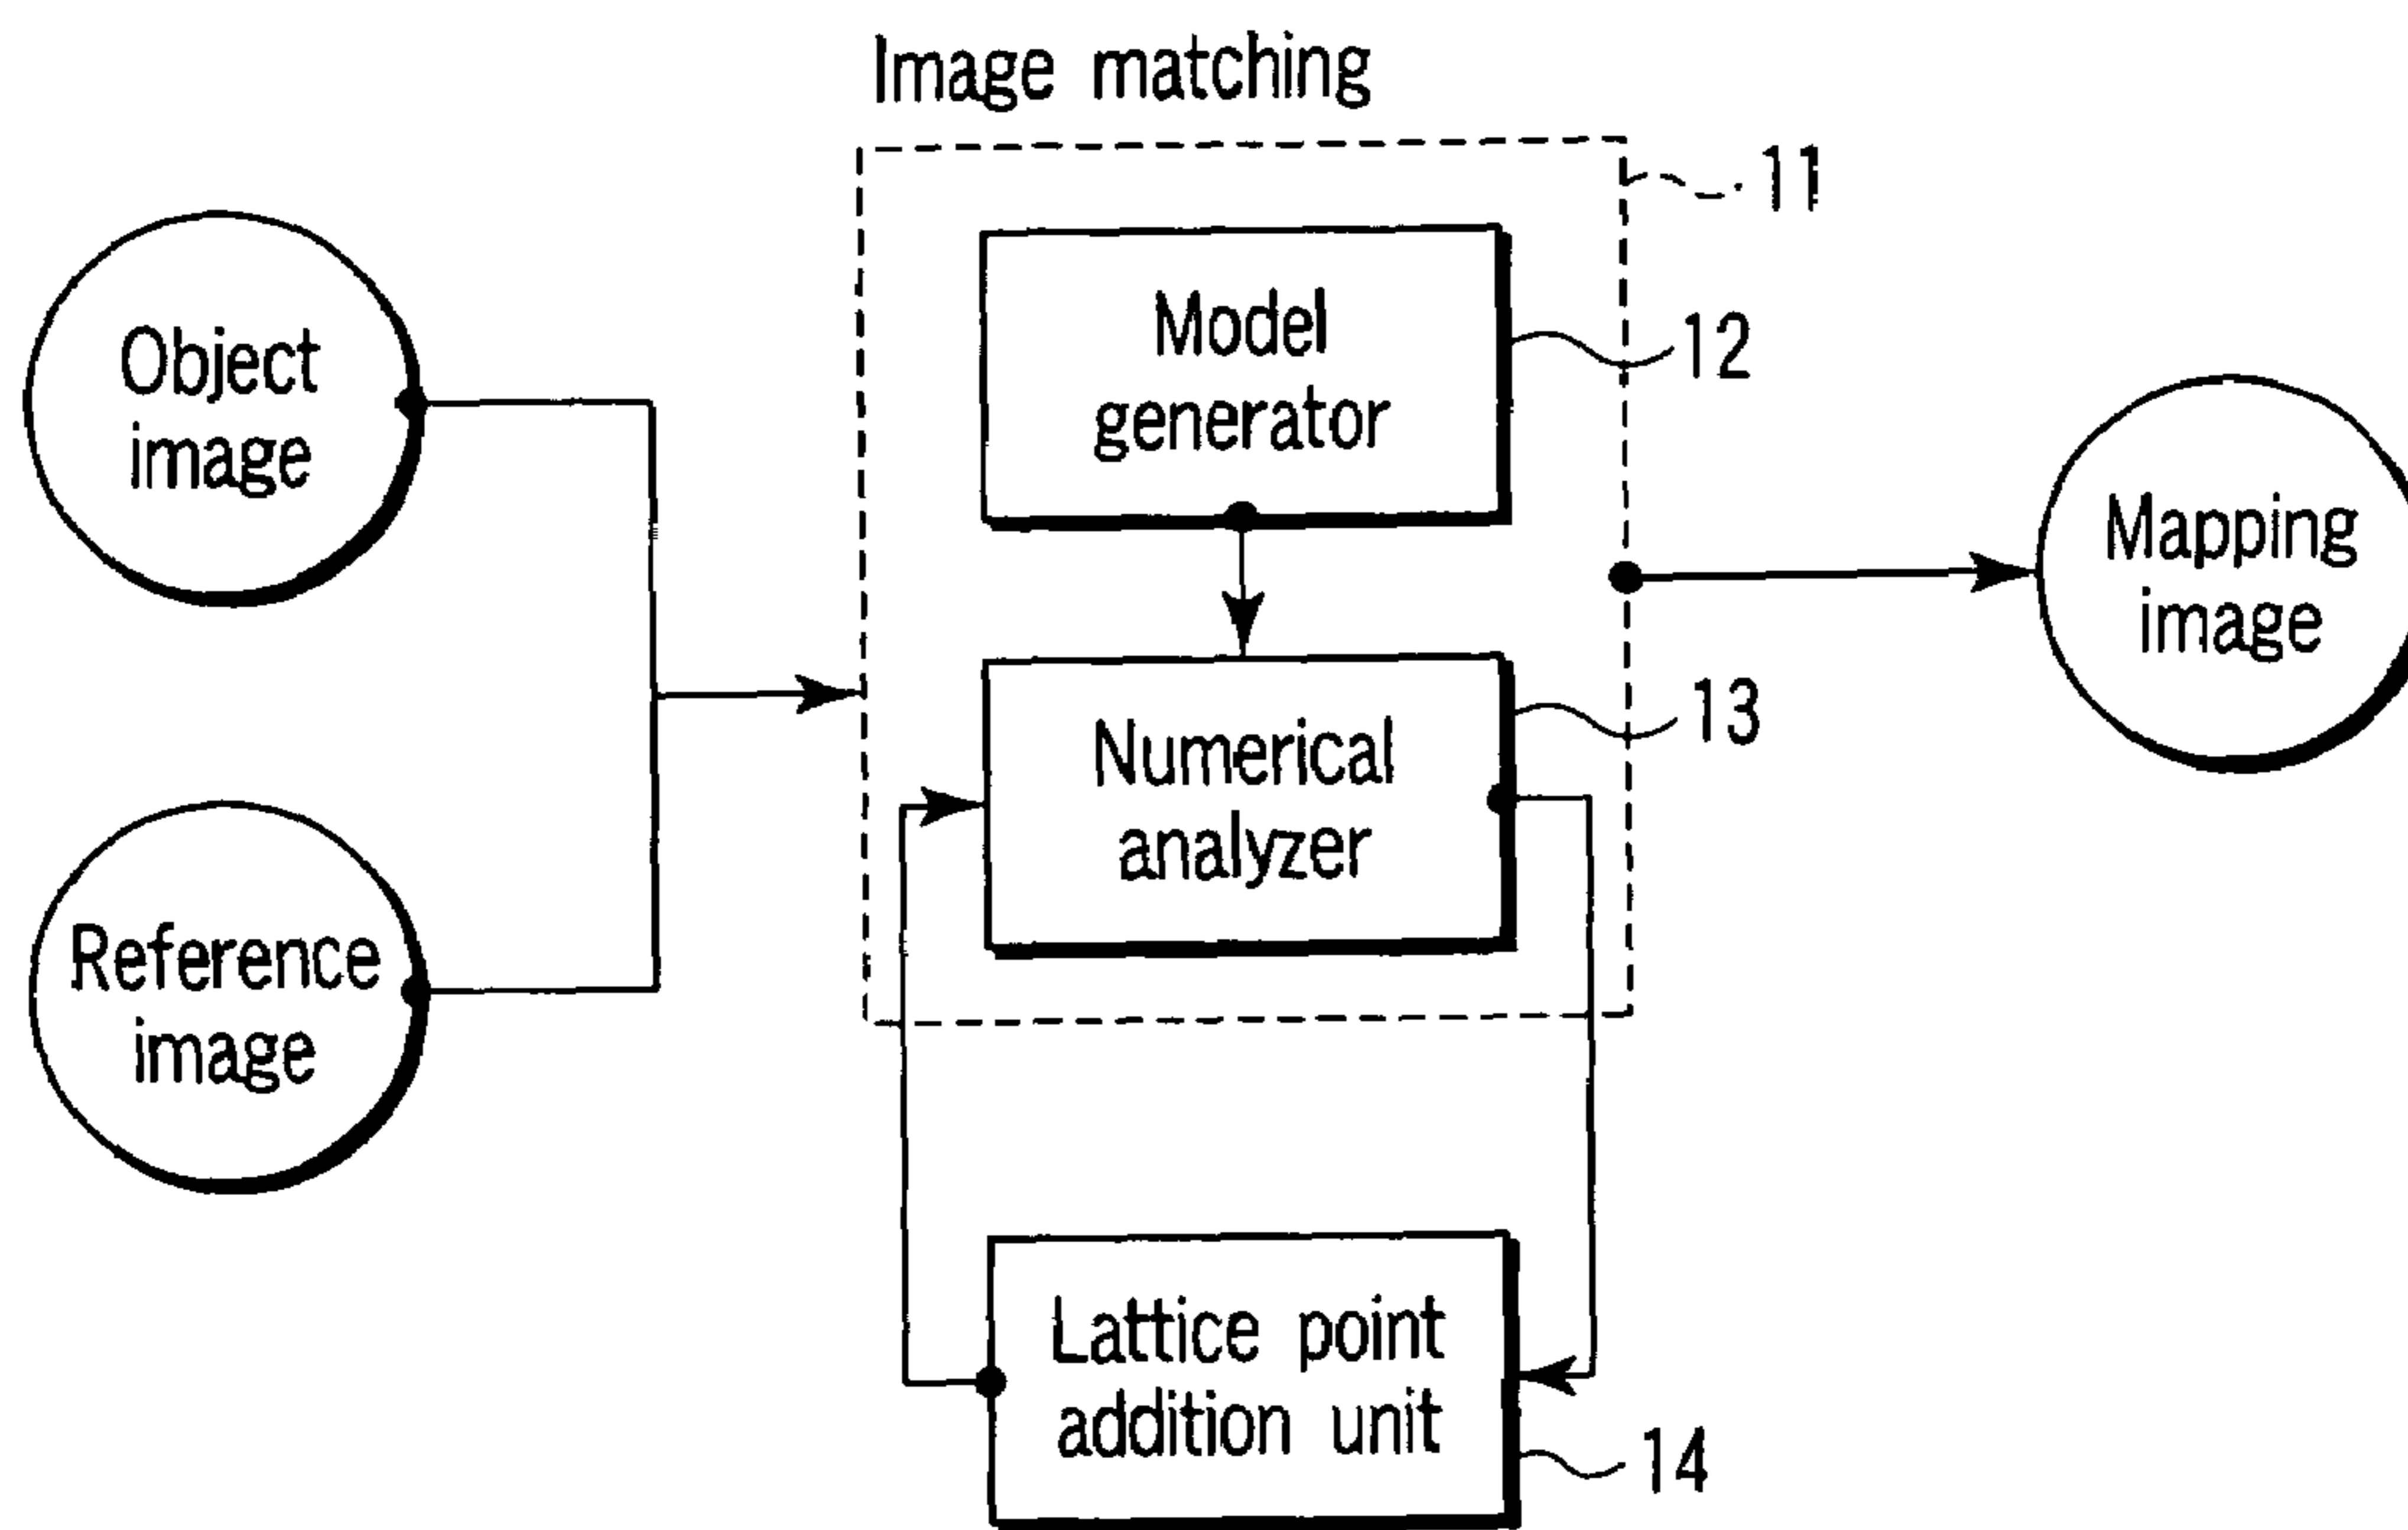 Image matching
11
Object
image
Model
generator
12
Mapping
image
Numerical
analyzer
13
Reference
image
Lattice point
addition unit
14